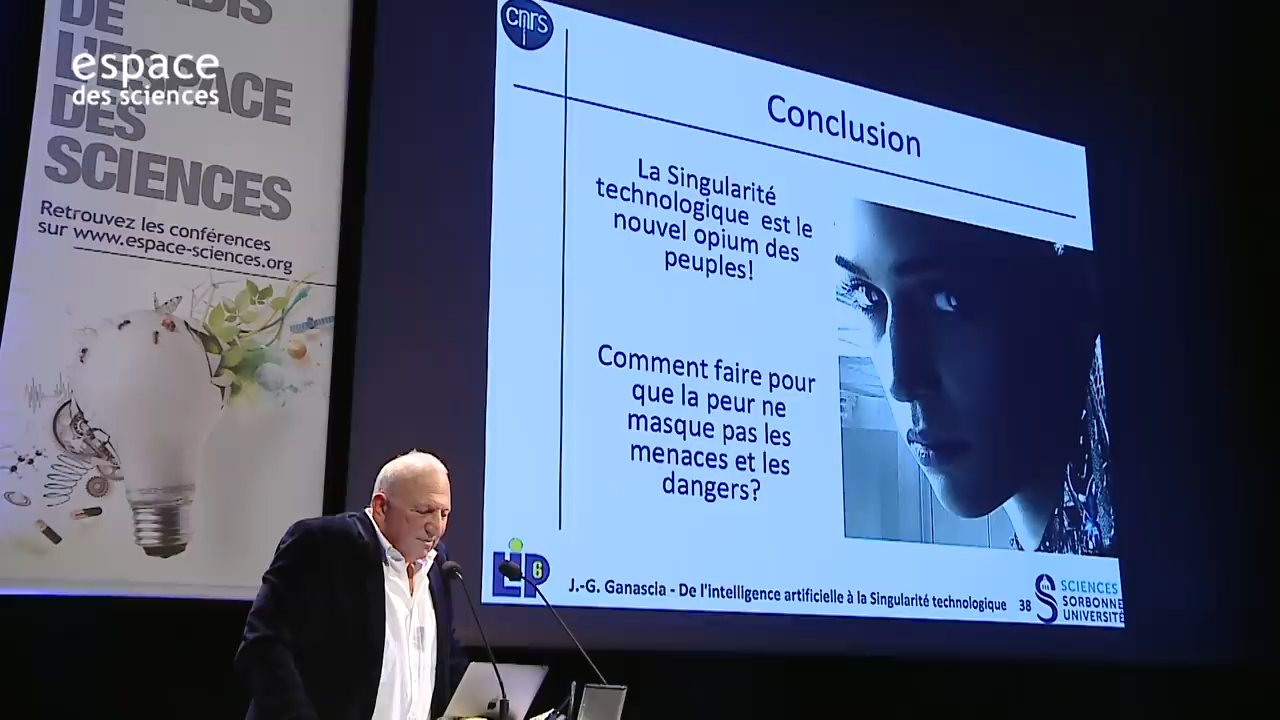 DE
L'ESPACE
DES
SCIENCES
Retrouvez les conférences
sur www.espace-sciences.org
espace
des sciences
cnrs
Conclusion
La Singularité
technologique est le
nouvel opium des
peuples!
Comment faire pour
que la peur ne
masque pas les
menaces et les
dangers?
LIP6
J.-G. Ganascia - De l'intelligence artificielle à la Singularité technologique 38
SCIENCES
SORBONNE
UNIVERSITÉ